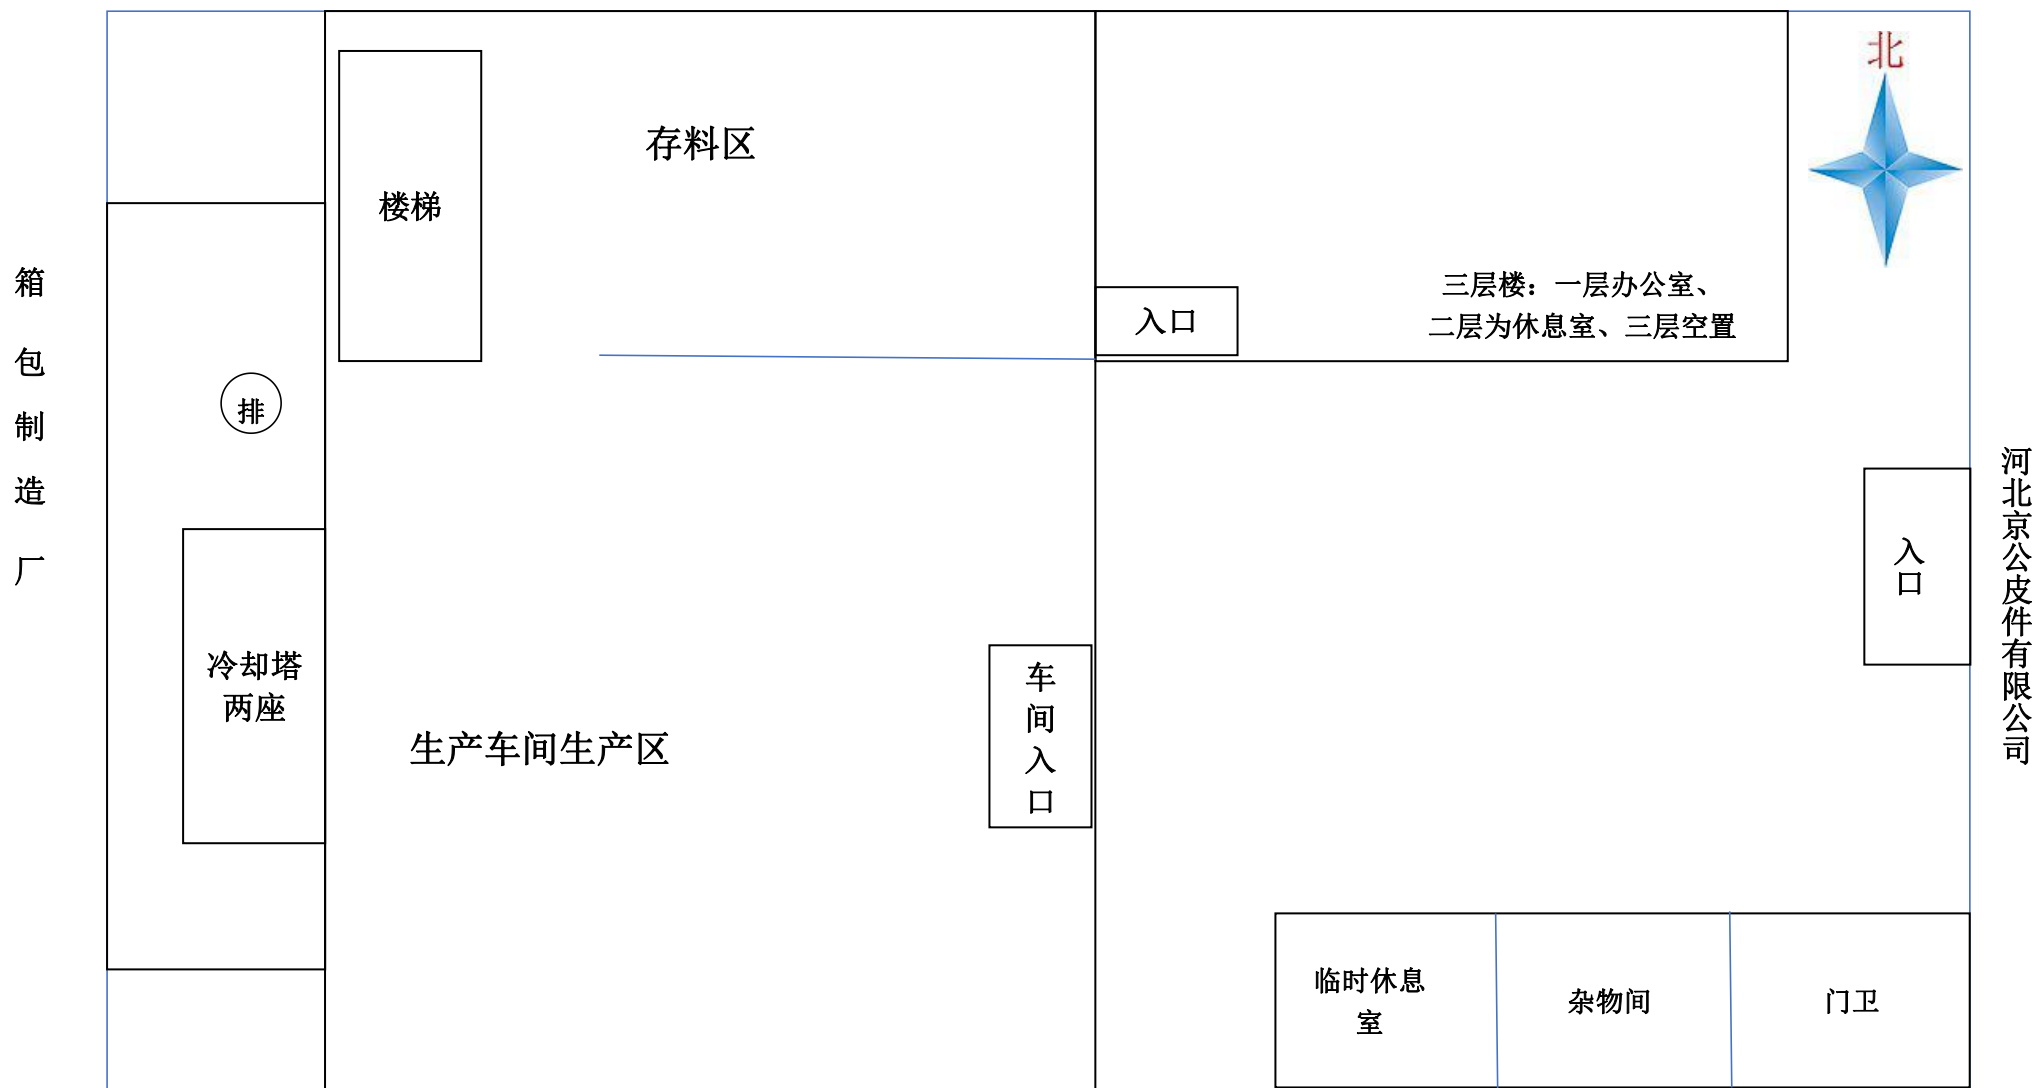 北
存料区
楼梯
三层楼：一层办公室、
二层为休息室、三层空置
入口
箱包制造厂
排
河北京公皮件有限公司
入口
冷却塔
两座
车间入口
生产车间生产区
临时休息
室
杂物间
门卫